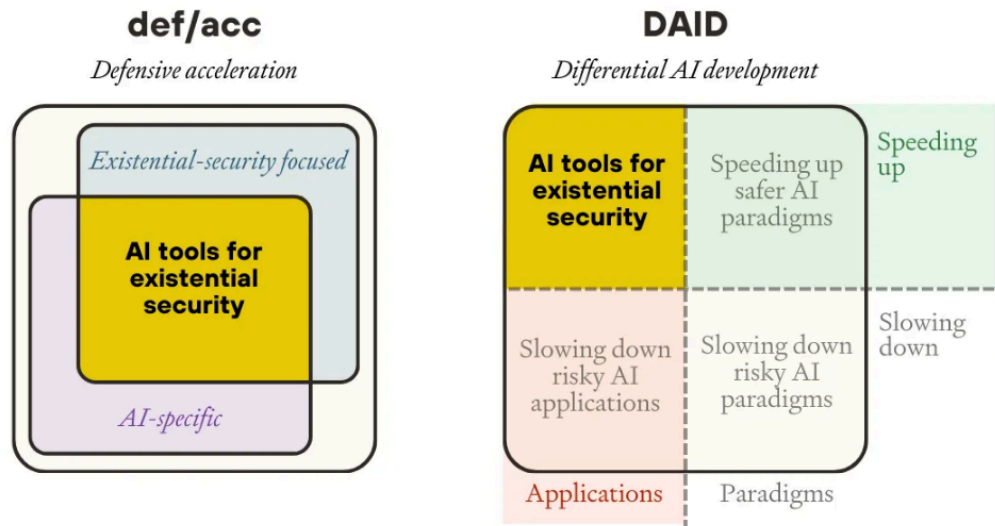 def/acc
Defensive acceleration
Existential-security focused
AI tools for
existential
security
AI-specific
DAID
Differential AI development
AI tools for
existential
security
Speeding up
safer AI
paradigms
Speeding
up
Slowing down
risky AI
applications
Slowing down
risky AI
paradigms
Slowing
down
Applications
Paradigms